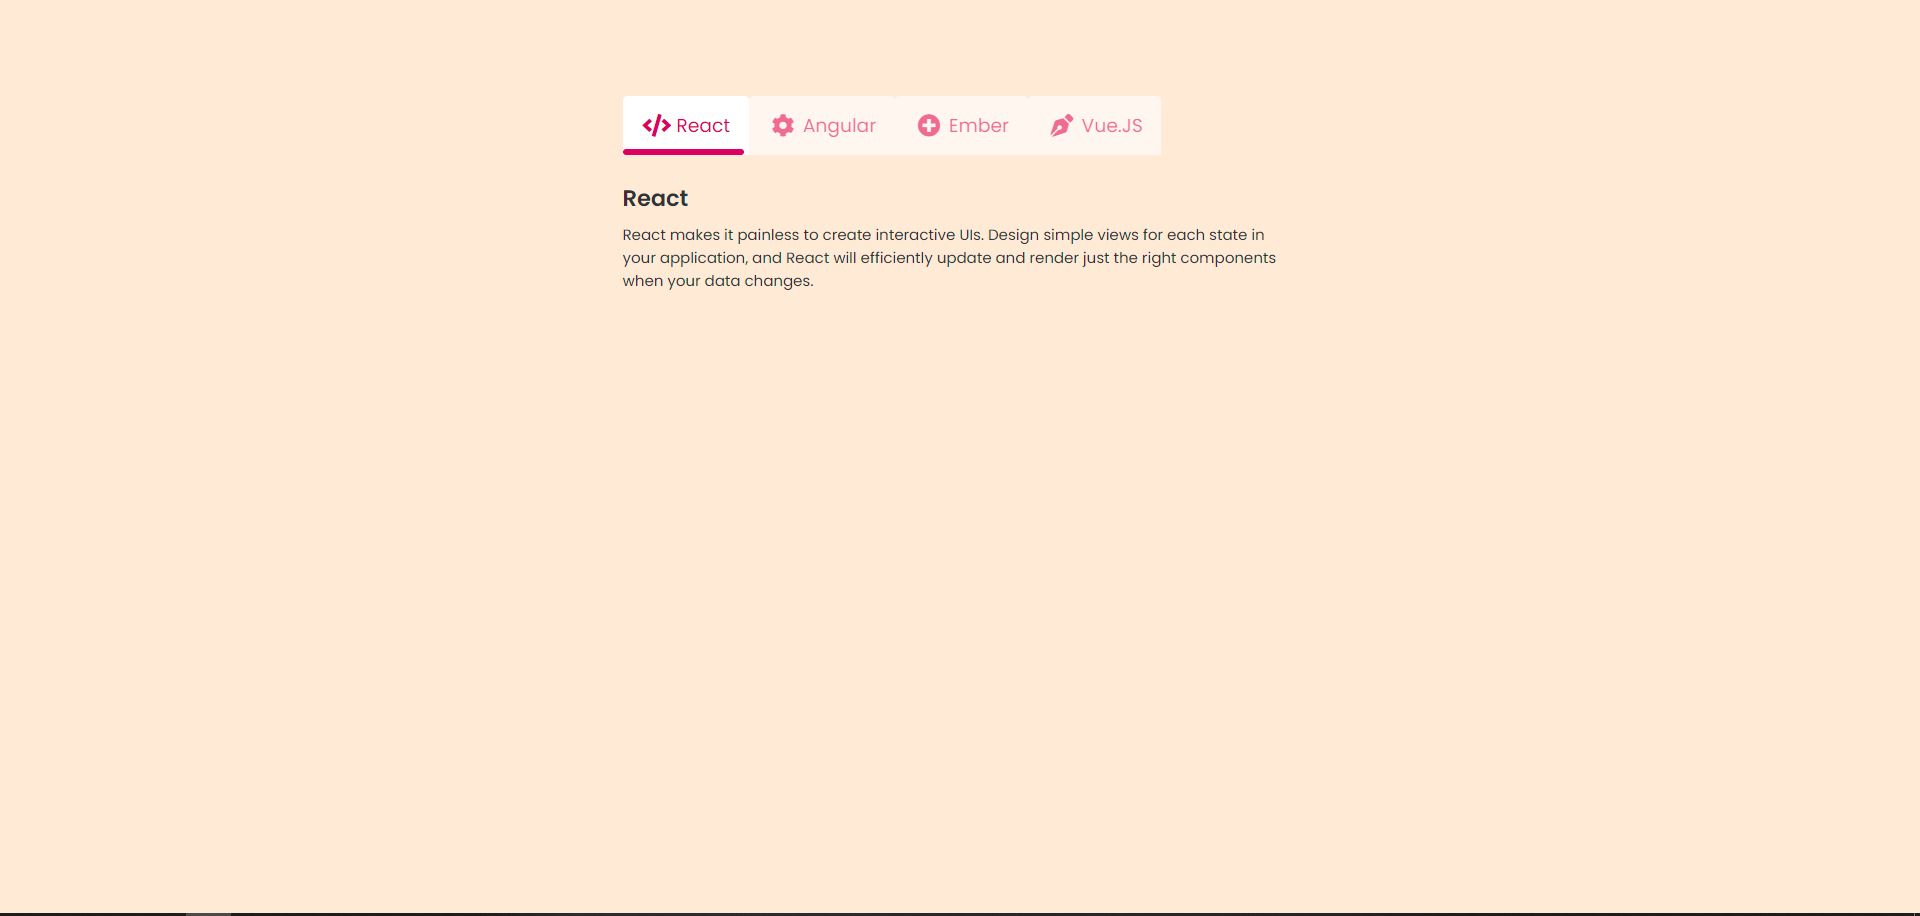 React Angular Ember Vue.JS
React
React makes it painless to create interactive UIs. Design simple views for each state in
your application, and React will efficiently update and render just the right components
when your data changes.